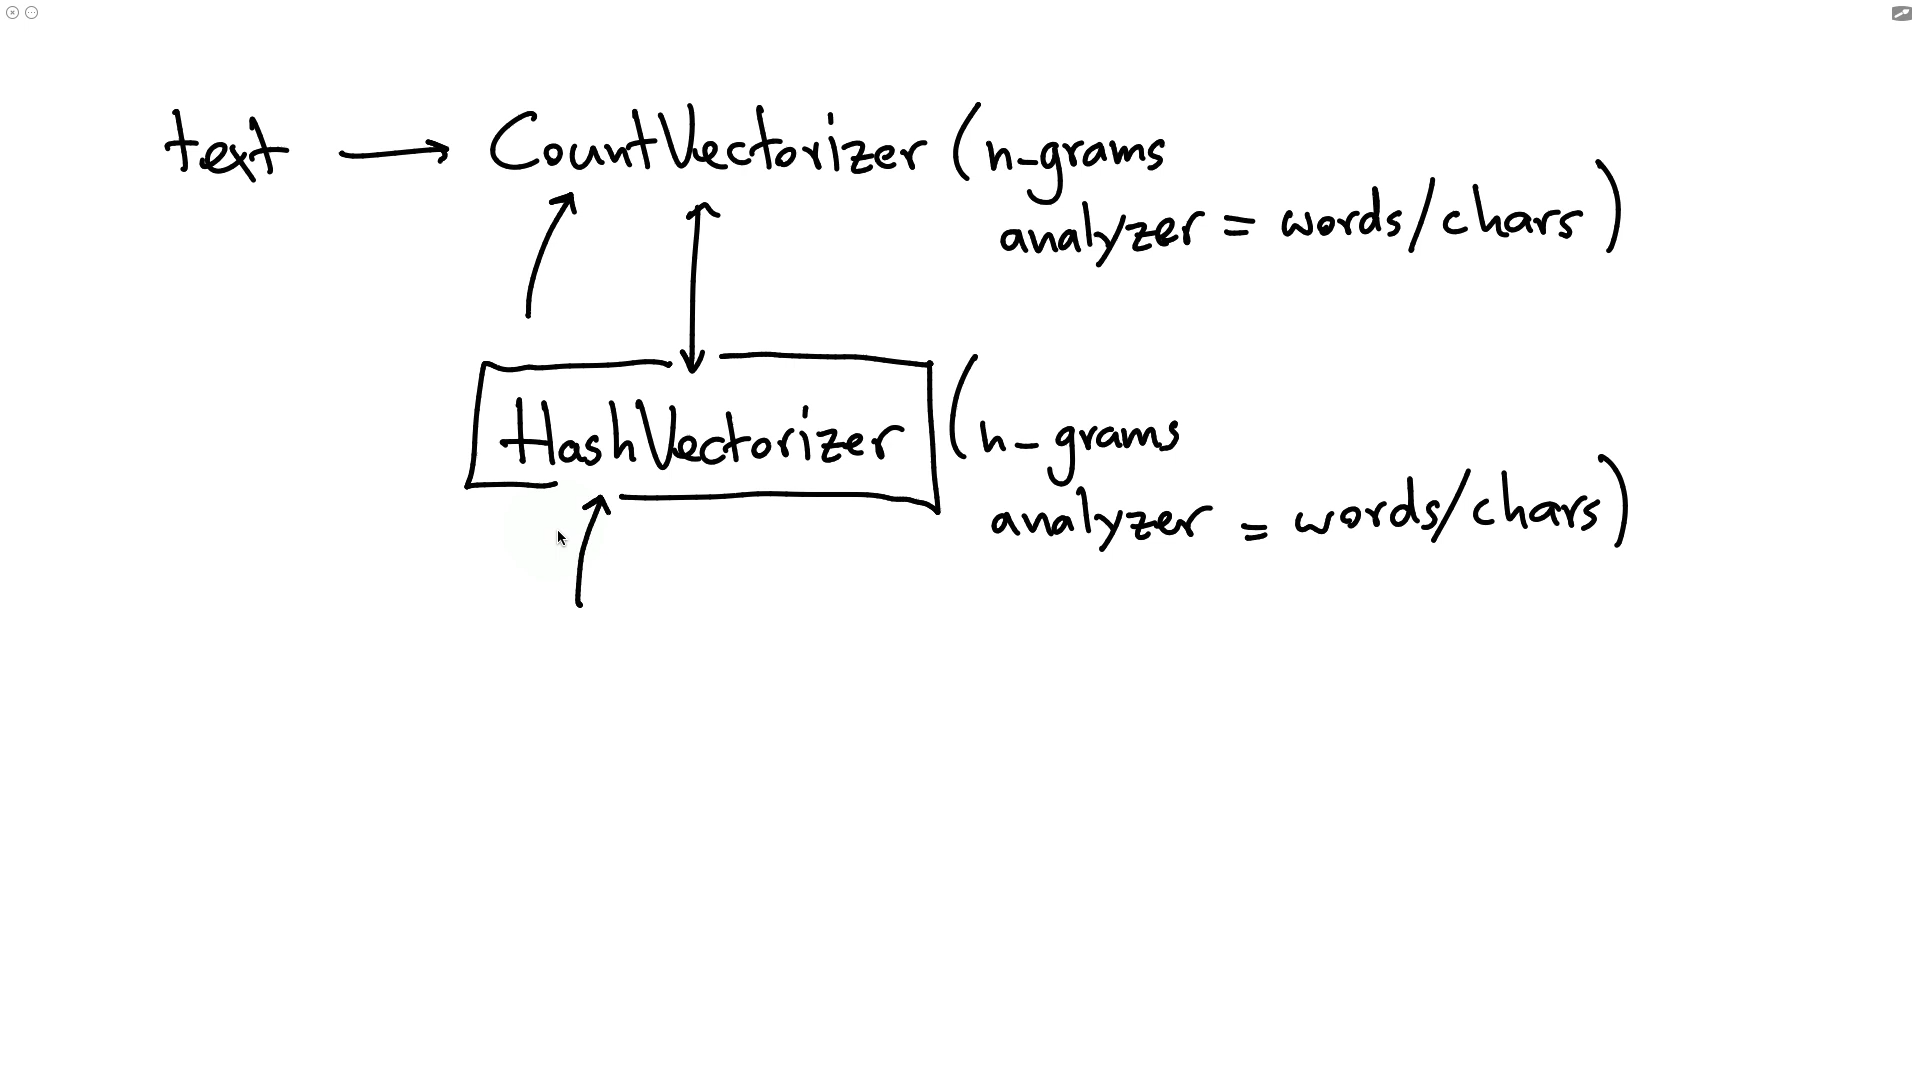 text → CountVectorizer (n-grams
analyzer = words/chars)
HashVectorizer (n-grams
analyzer = words/chars)